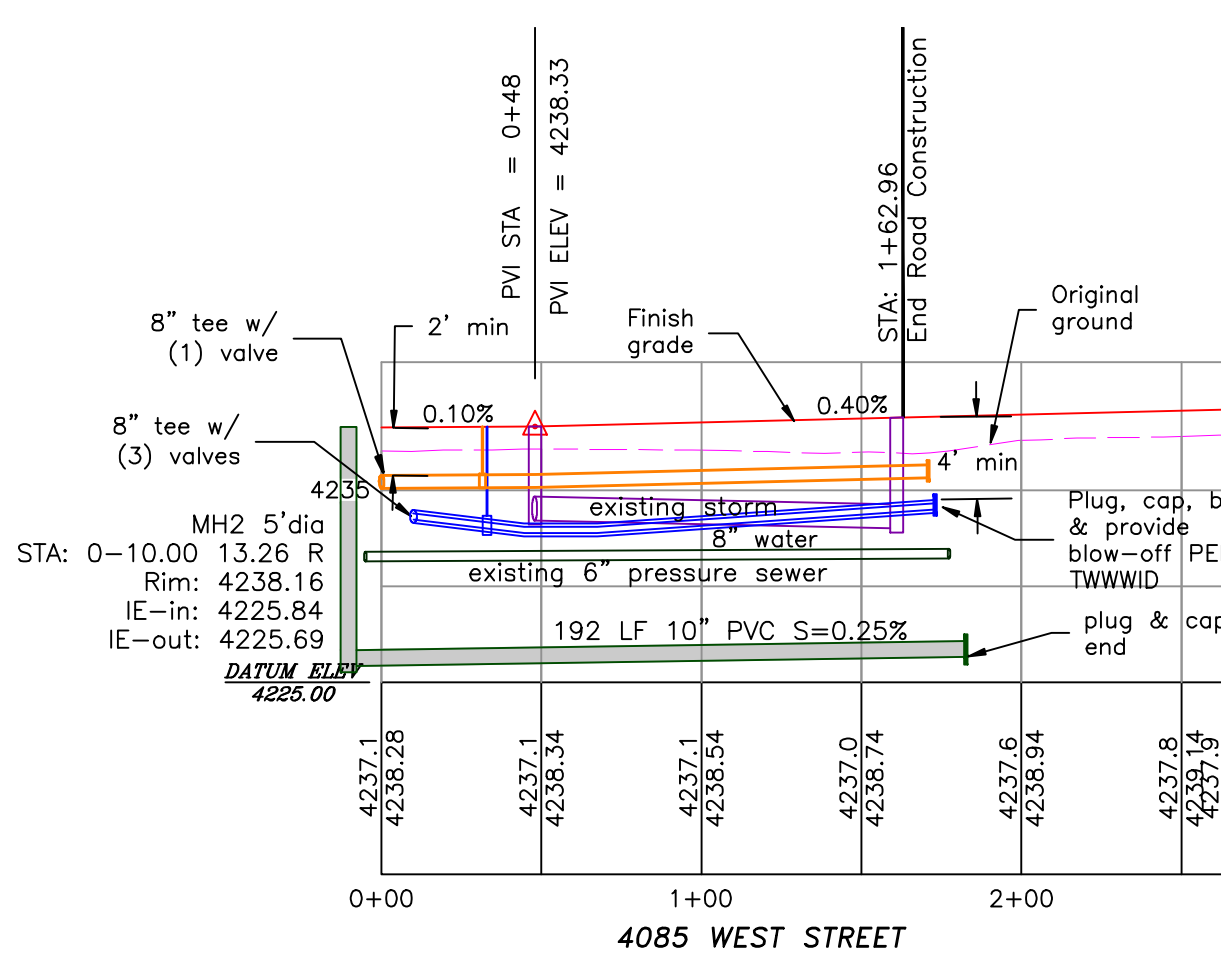 PVI STA = 0+48
PVI ELEV = 4238.33
STA: 1+62.96
End Road Construction
8" tee w/
(1) valve
2' min
Finish
grade
Original
ground
0.10%
0.40%
8" tee w/
(3) valves
4' min
4235
existing storm
Plug, cap, b
& provide
blow-off PE
TWWWID
MH2 5'dia
STA: 0-10.00 13.26 R
Rim: 4238.16
IE-in: 4225.84
IE-out: 4225.69
8" water
existing 6" pressure sewer
192 LF 10" PVC S=0.25%
plug & cap
end
DATUM ELEV
4225.00
4237.1
4238.28
4237.1
4238.34
4237.1
4238.54
4237.0
4238.74
4237.6
4238.94
4237.8
4239.14
4237.9
0+00
1+00
2+00
4085 WEST STREET